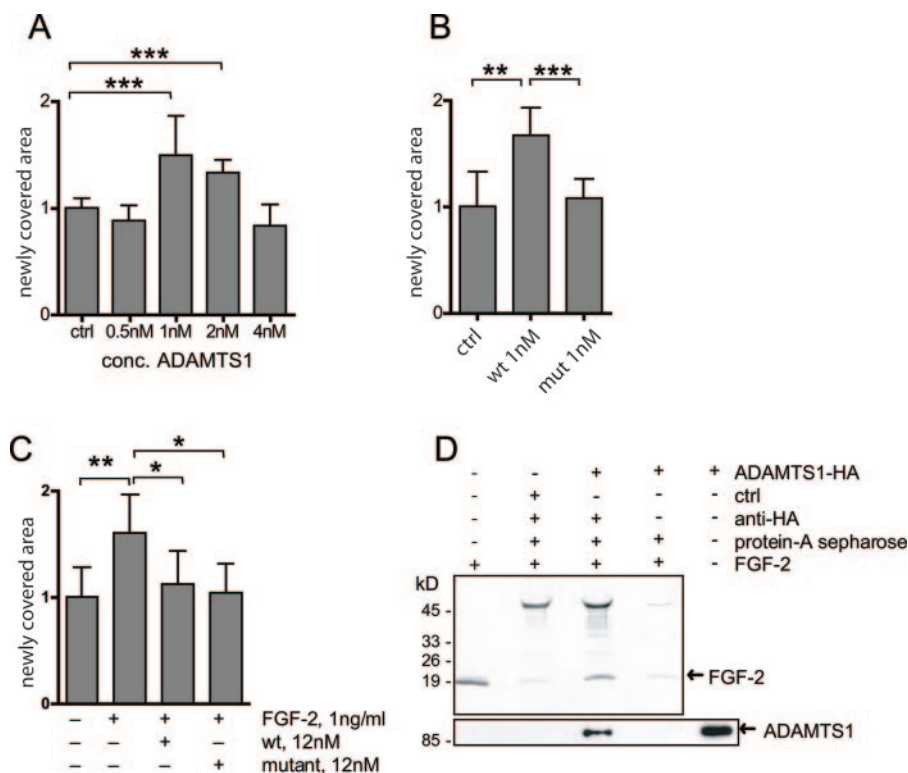 A
***
***
newly covered area
2
1
0
ctrl 0.5nM 1nM 2nM 4nM
conc. ADAMTS1
B
** ***
newly covered area
2
1
0
ctrl wt 1nM mut 1nM
C
*
** *
newly covered area
2
1
0
– + + + FGF-2, 1ng/ml
– – + – wt, 12nM
– – – + mutant, 12nM
D
- - + + + ADAMTS1-HA
- + - - - ctrl
- + + - - anti-HA
- + + + - protein-A sepharose
+ + + + - FGF-2
kD
45 -
33 -
26 -
19 -
FGF-2
85 -
ADAMTS1